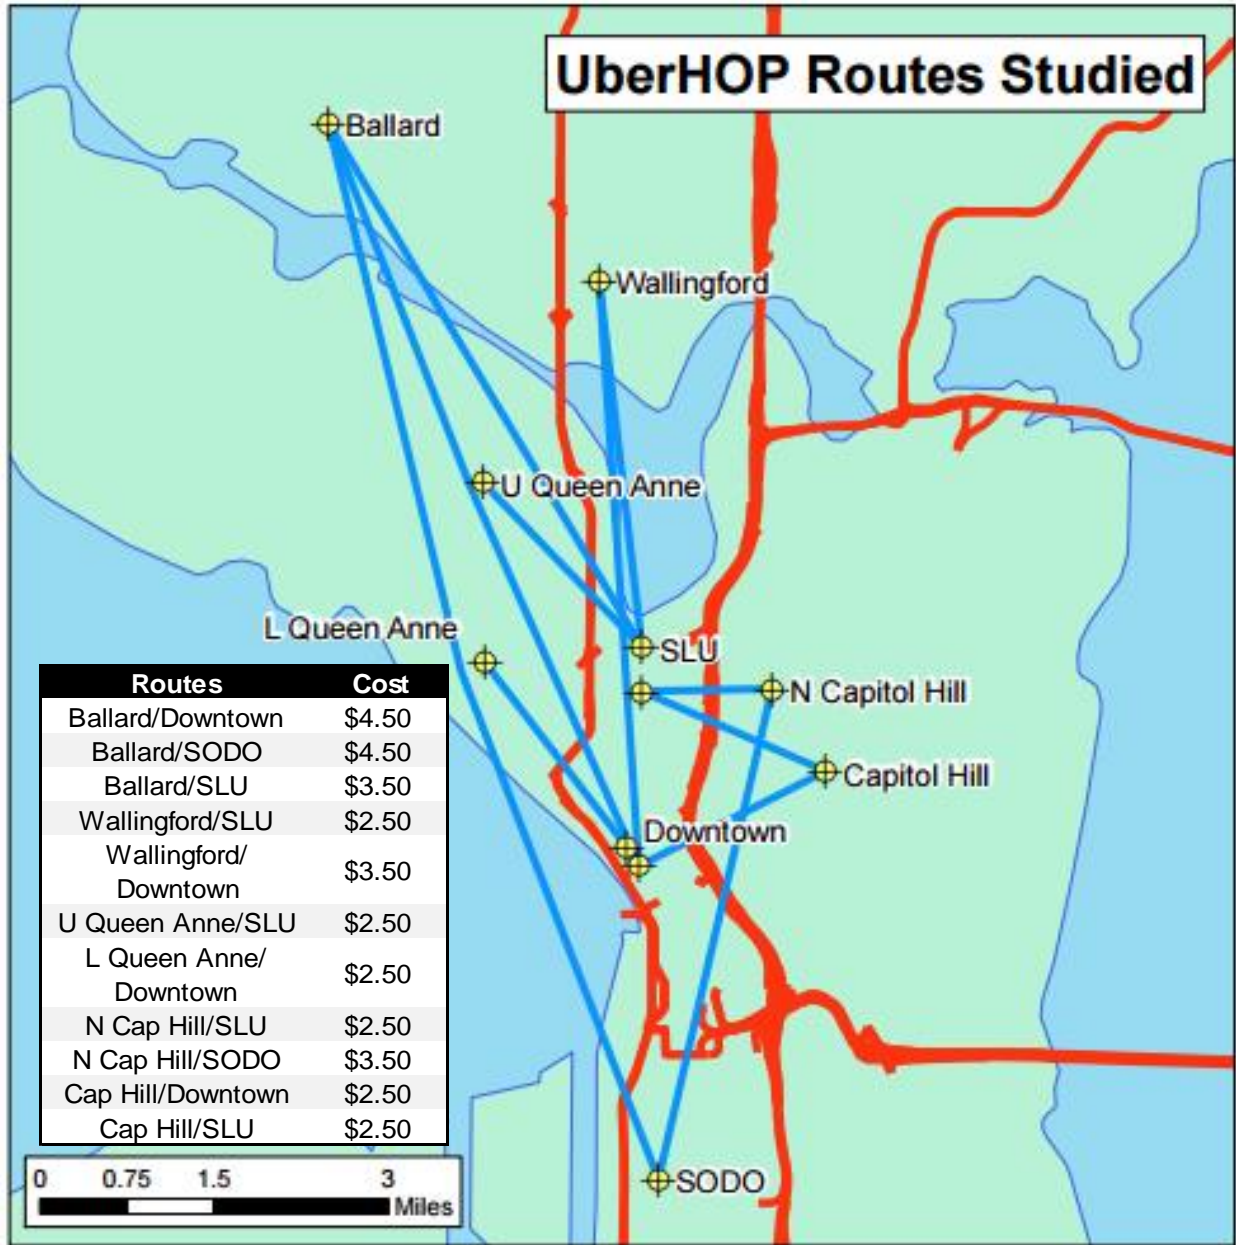 UberHOP Routes Studied
Ballard
Wallingford
U Queen Anne
L Queen Anne
SLU
N Capitol Hill
Capitol Hill
Downtown
SODO
Routes Cost
Ballard/Downtown $4.50
Ballard/SODO $4.50
Ballard/SLU $3.50
Wallingford/SLU $2.50
Wallingford/
Downtown $3.50
U Queen Anne/SLU $2.50
L Queen Anne/
Downtown $2.50
N Cap Hill/SLU $2.50
N Cap Hill/SODO $3.50
Cap Hill/Downtown $2.50
Cap Hill/SLU $2.50
0 0.75 1.5 3
Miles